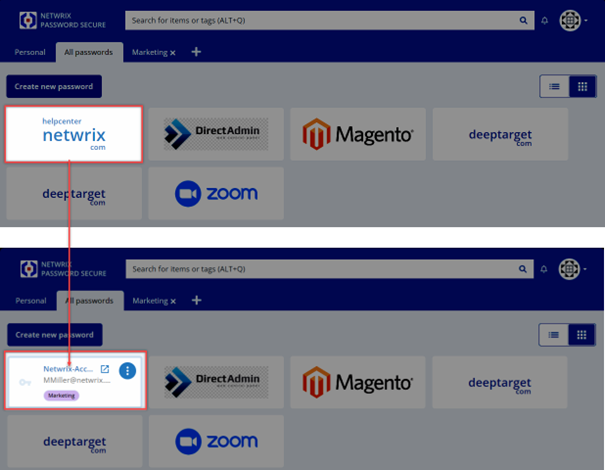 NETWRIX
PASSWORD SECURE
Search for items or tags (ALT+Q)
Personal
All passwords
Marketing ×
Create new password
helpcenter
netwrix
com
DirectAdmin
web control panel
Magento®
deeptarget
com
deeptarget
com
zoom
NETWRIX
PASSWORD SECURE
Search for items or tags (ALT+Q)
Personal
All passwords
Marketing ×
Create new password
Netwrix-Acc...
MMiller@netwrix....
Marketing
DirectAdmin
web control panel
Magento®
deeptarget
com
deeptarget
com
zoom